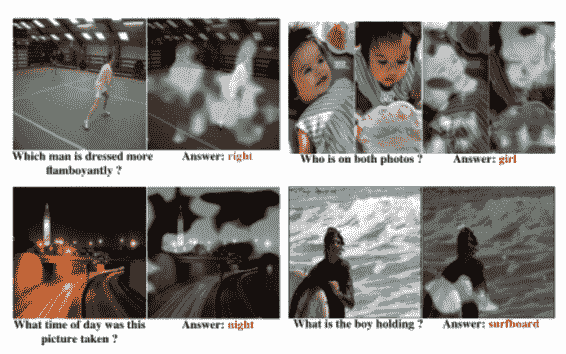 Which man is dressed more
flamboyantly ?
Answer: right
Who is on both photos ?
Answer: girl
What time of day was this
picture taken ?
Answer: night
What is the boy holding ?
Answer: surfboard